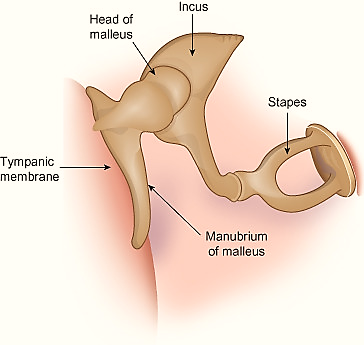 Incus
Head of
malleus
Stapes
Tympanic
membrane
Manubrium
of malleus